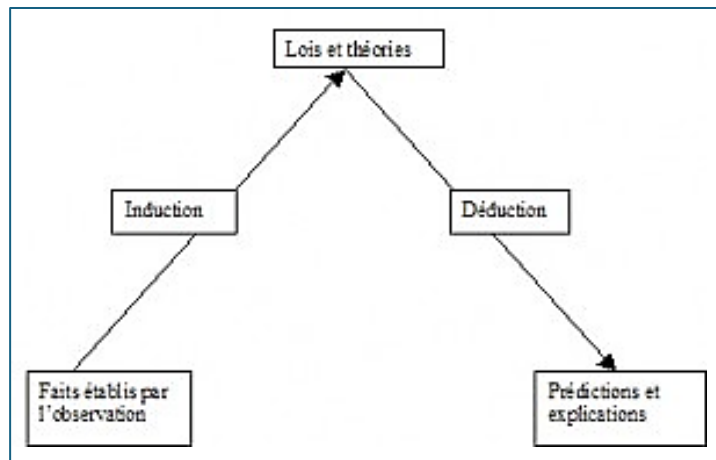 Lois et théories
Induction
Déduction
Faits établis par
l'observation
Prédictions et
explications